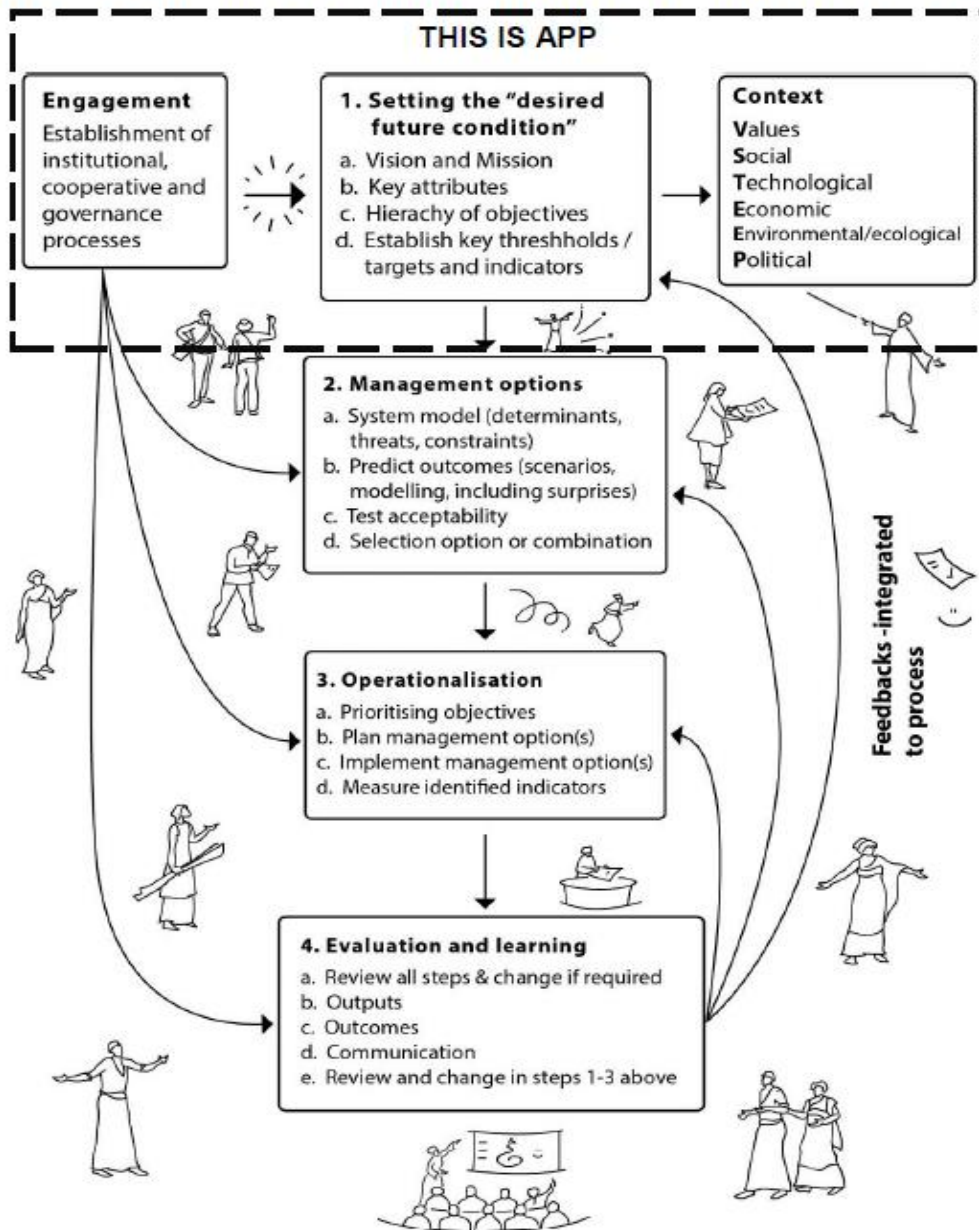 THIS IS APP
Engagement
Establishment of
institutional,
cooperative and
governance
processes
1. Setting the "desired
future condition"
a. Vision and Mission
b. Key attributes
c. Hierachy of objectives
d. Establish key threshholds /
targets and indicators
Context
Values
Social
Technological
Economic
Environmental/ecological
Political
2. Management options
a. System model (determinants,
threats, constraints)
b. Predict outcomes (scenarios,
modelling, including surprises)
c. Test acceptability
d. Selection option or combination
3. Operationalisation
a. Prioritising objectives
b. Plan management option(s)
c. Implement management option(s)
d. Measure identified indicators
Feedbacks -integrated
to process
4. Evaluation and learning
a. Review all steps & change if required
b. Outputs
c. Outcomes
d. Communication
e. Review and change in steps 1-3 above